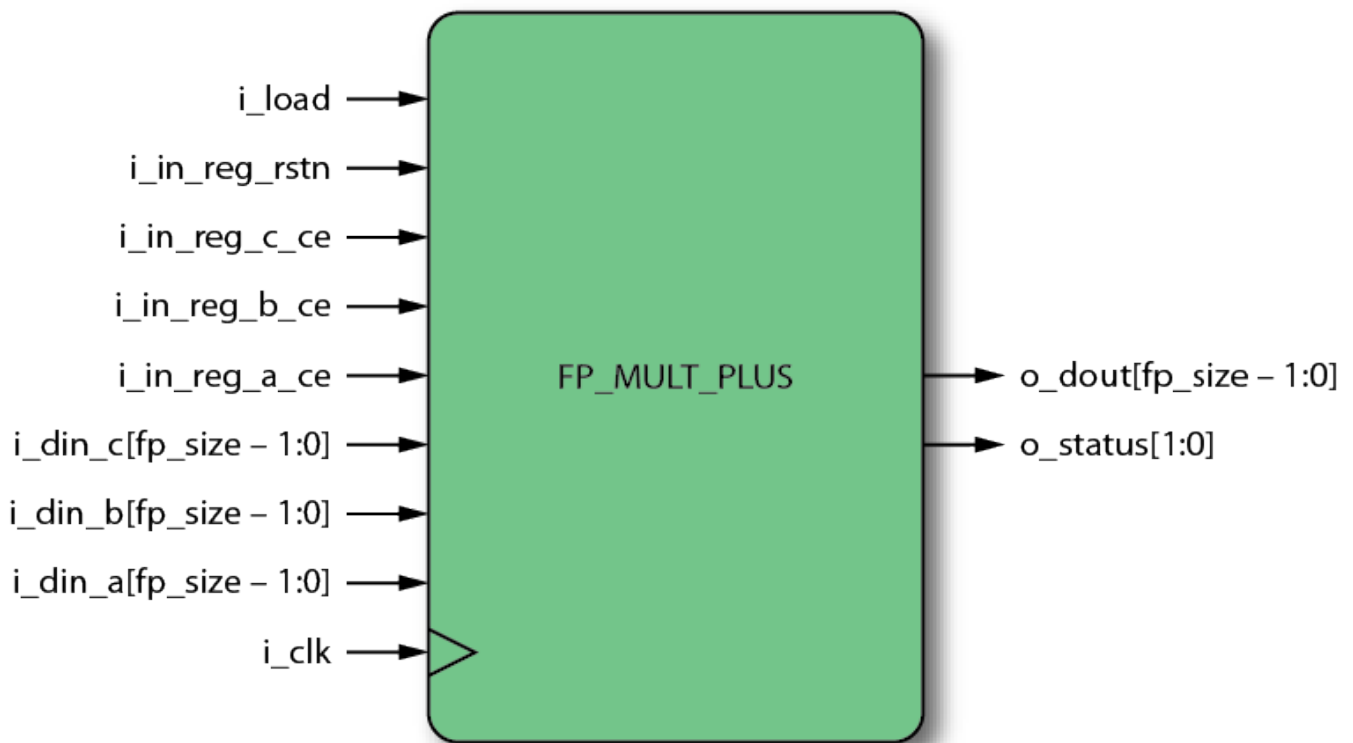 i_load
i_in_reg_rstn
i_in_reg_c_ce
i_in_reg_b_ce
i_in_reg_a_ce
i_din_c[fp_size – 1:0]
i_din_b[fp_size – 1:0]
i_din_a[fp_size – 1:0]
i_clk
FP_MULT_PLUS
o_dout[fp_size – 1:0]
o_status[1:0]